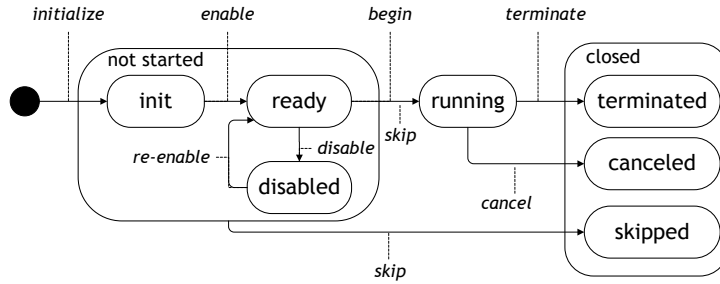 initialize
enable
begin
terminate
not started
closed
init
ready
running
terminated
skip
re-enable
disable
disabled
canceled
cancel
skipped
skip